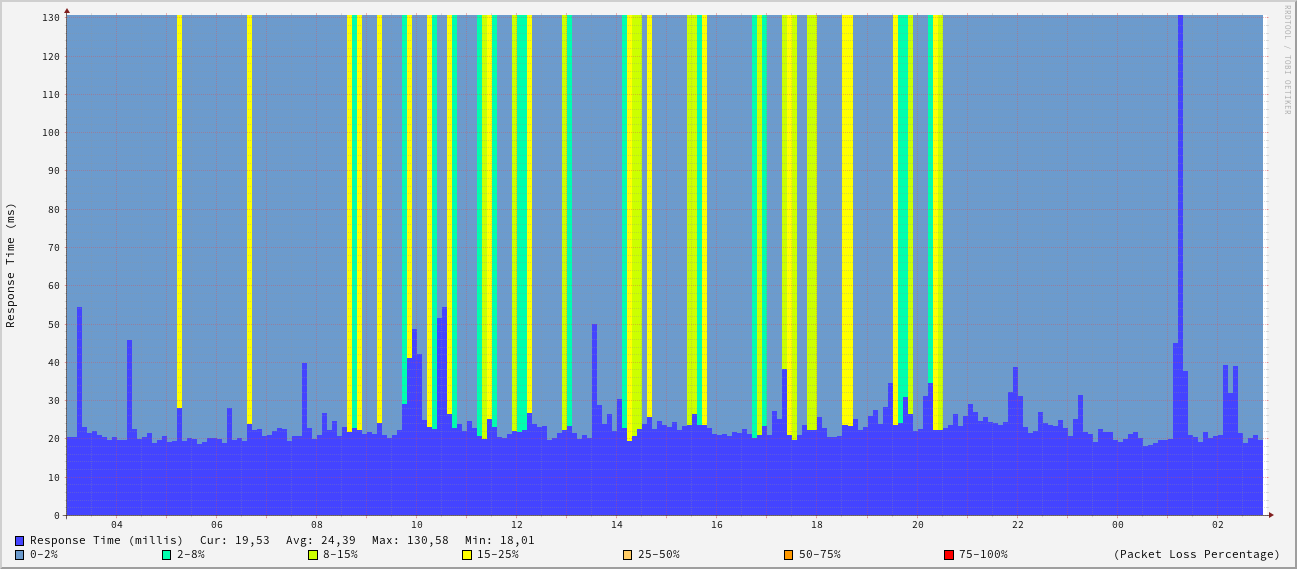 RRDTOOL / TOBI OETIKER
Response Time (ms)
130
120
110
100
90
80
70
60
50
40
30
20
10
0
04 06 08 10 12 14 16 18 20 22 00 02
Response Time (millis) Cur: 19,53 Avg: 24,39 Max: 130,58 Min: 18,01
0-2% 2-8% 8-15% 15-25% 25-50% 50-75% 75-100% (Packet Loss Percentage)